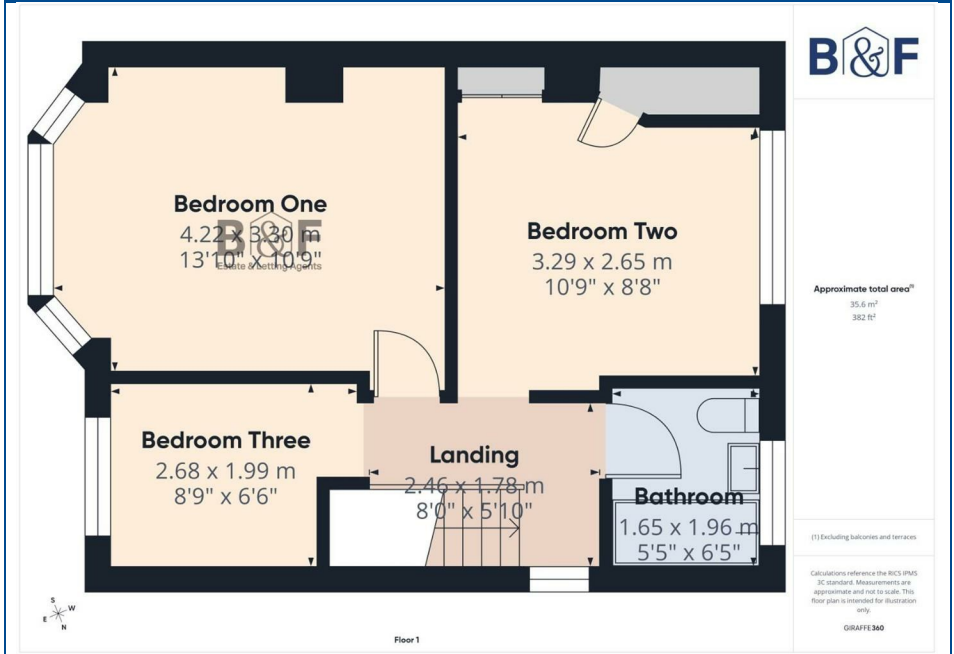 B&F
Bedroom One
4.22 x 3.30 m
13'10" x 10'9"
B&F
Estate & Letting Agents
Bedroom Two
3.29 x 2.65 m
10'9" x 8'8"
Approximate total area(1)
35.6 m²
382 ft²
Bedroom Three
2.68 x 1.99 m
8'9" x 6'6"
Landing
2.46 x 1.78 m
8'0" x 5'10"
Bathroom
1.65 x 1.96 m
5'5" x 6'5"
(1) Excluding balconies and terraces
Calculations reference the RICS IPMS
3C standard. Measurements are
approximate and not to scale. This
floor plan is intended for illustration
only.
GIRAFFE360
S
W
E
N
Floor 1